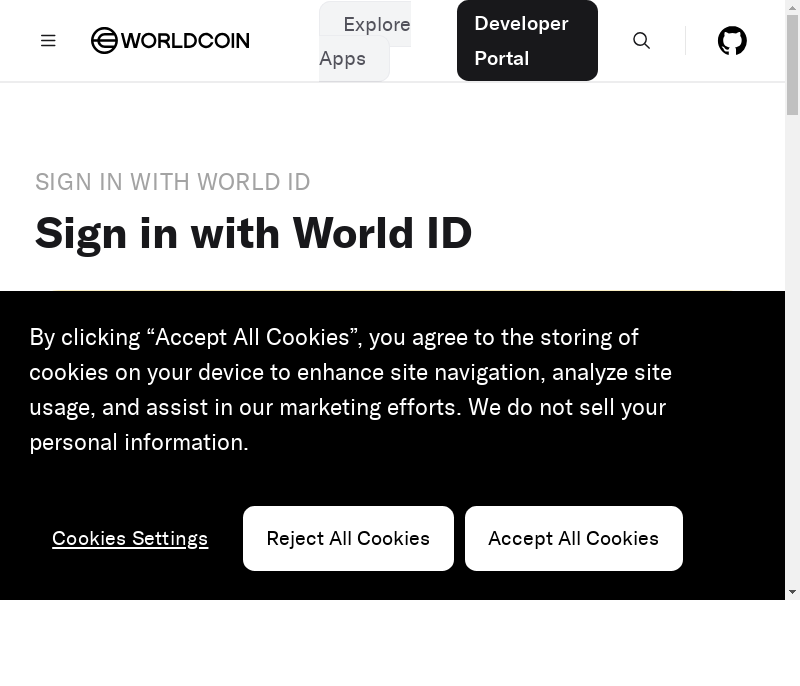 WORLDCOIN
Explore
Apps
Developer
Portal
SIGN IN WITH WORLD ID
Sign in with World ID
By clicking “Accept All Cookies”, you agree to the storing of
cookies on your device to enhance site navigation, analyze site
usage, and assist in our marketing efforts. We do not sell your
personal information.
Cookies Settings
Reject All Cookies
Accept All Cookies